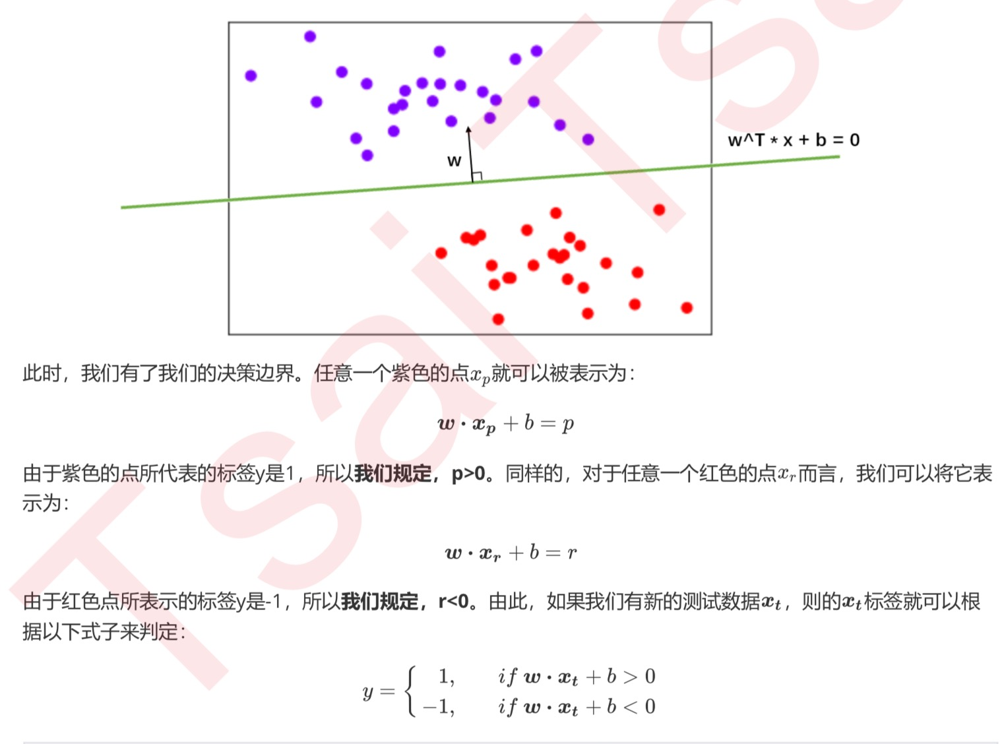 w^T * x + b = 0
w
此时，我们有了我们的决策边界。任意一个紫色的点$x_p$就可以被表示为：
$\boldsymbol{w} \cdot \boldsymbol{x_p} + b = p$
由于紫色的点所代表的标签y是1，所以我们规定，p>0。同样的，对于任意一个红色的点$x_r$而言，我们可以将它表
示为：
$\boldsymbol{w} \cdot \boldsymbol{x_r} + b = r$
由于红色点所表示的标签y是-1，所以我们规定，r<0。由此，如果我们有新的测试数据$\boldsymbol{x_t}$，则的$\boldsymbol{x_t}$标签就可以根
据以下式子来判定：
$y = \begin{cases} 1, & if\ \boldsymbol{w} \cdot \boldsymbol{x_t} + b > 0 \\ -1, & if\ \boldsymbol{w} \cdot \boldsymbol{x_t} + b < 0 \end{cases}$
Tsai Ts